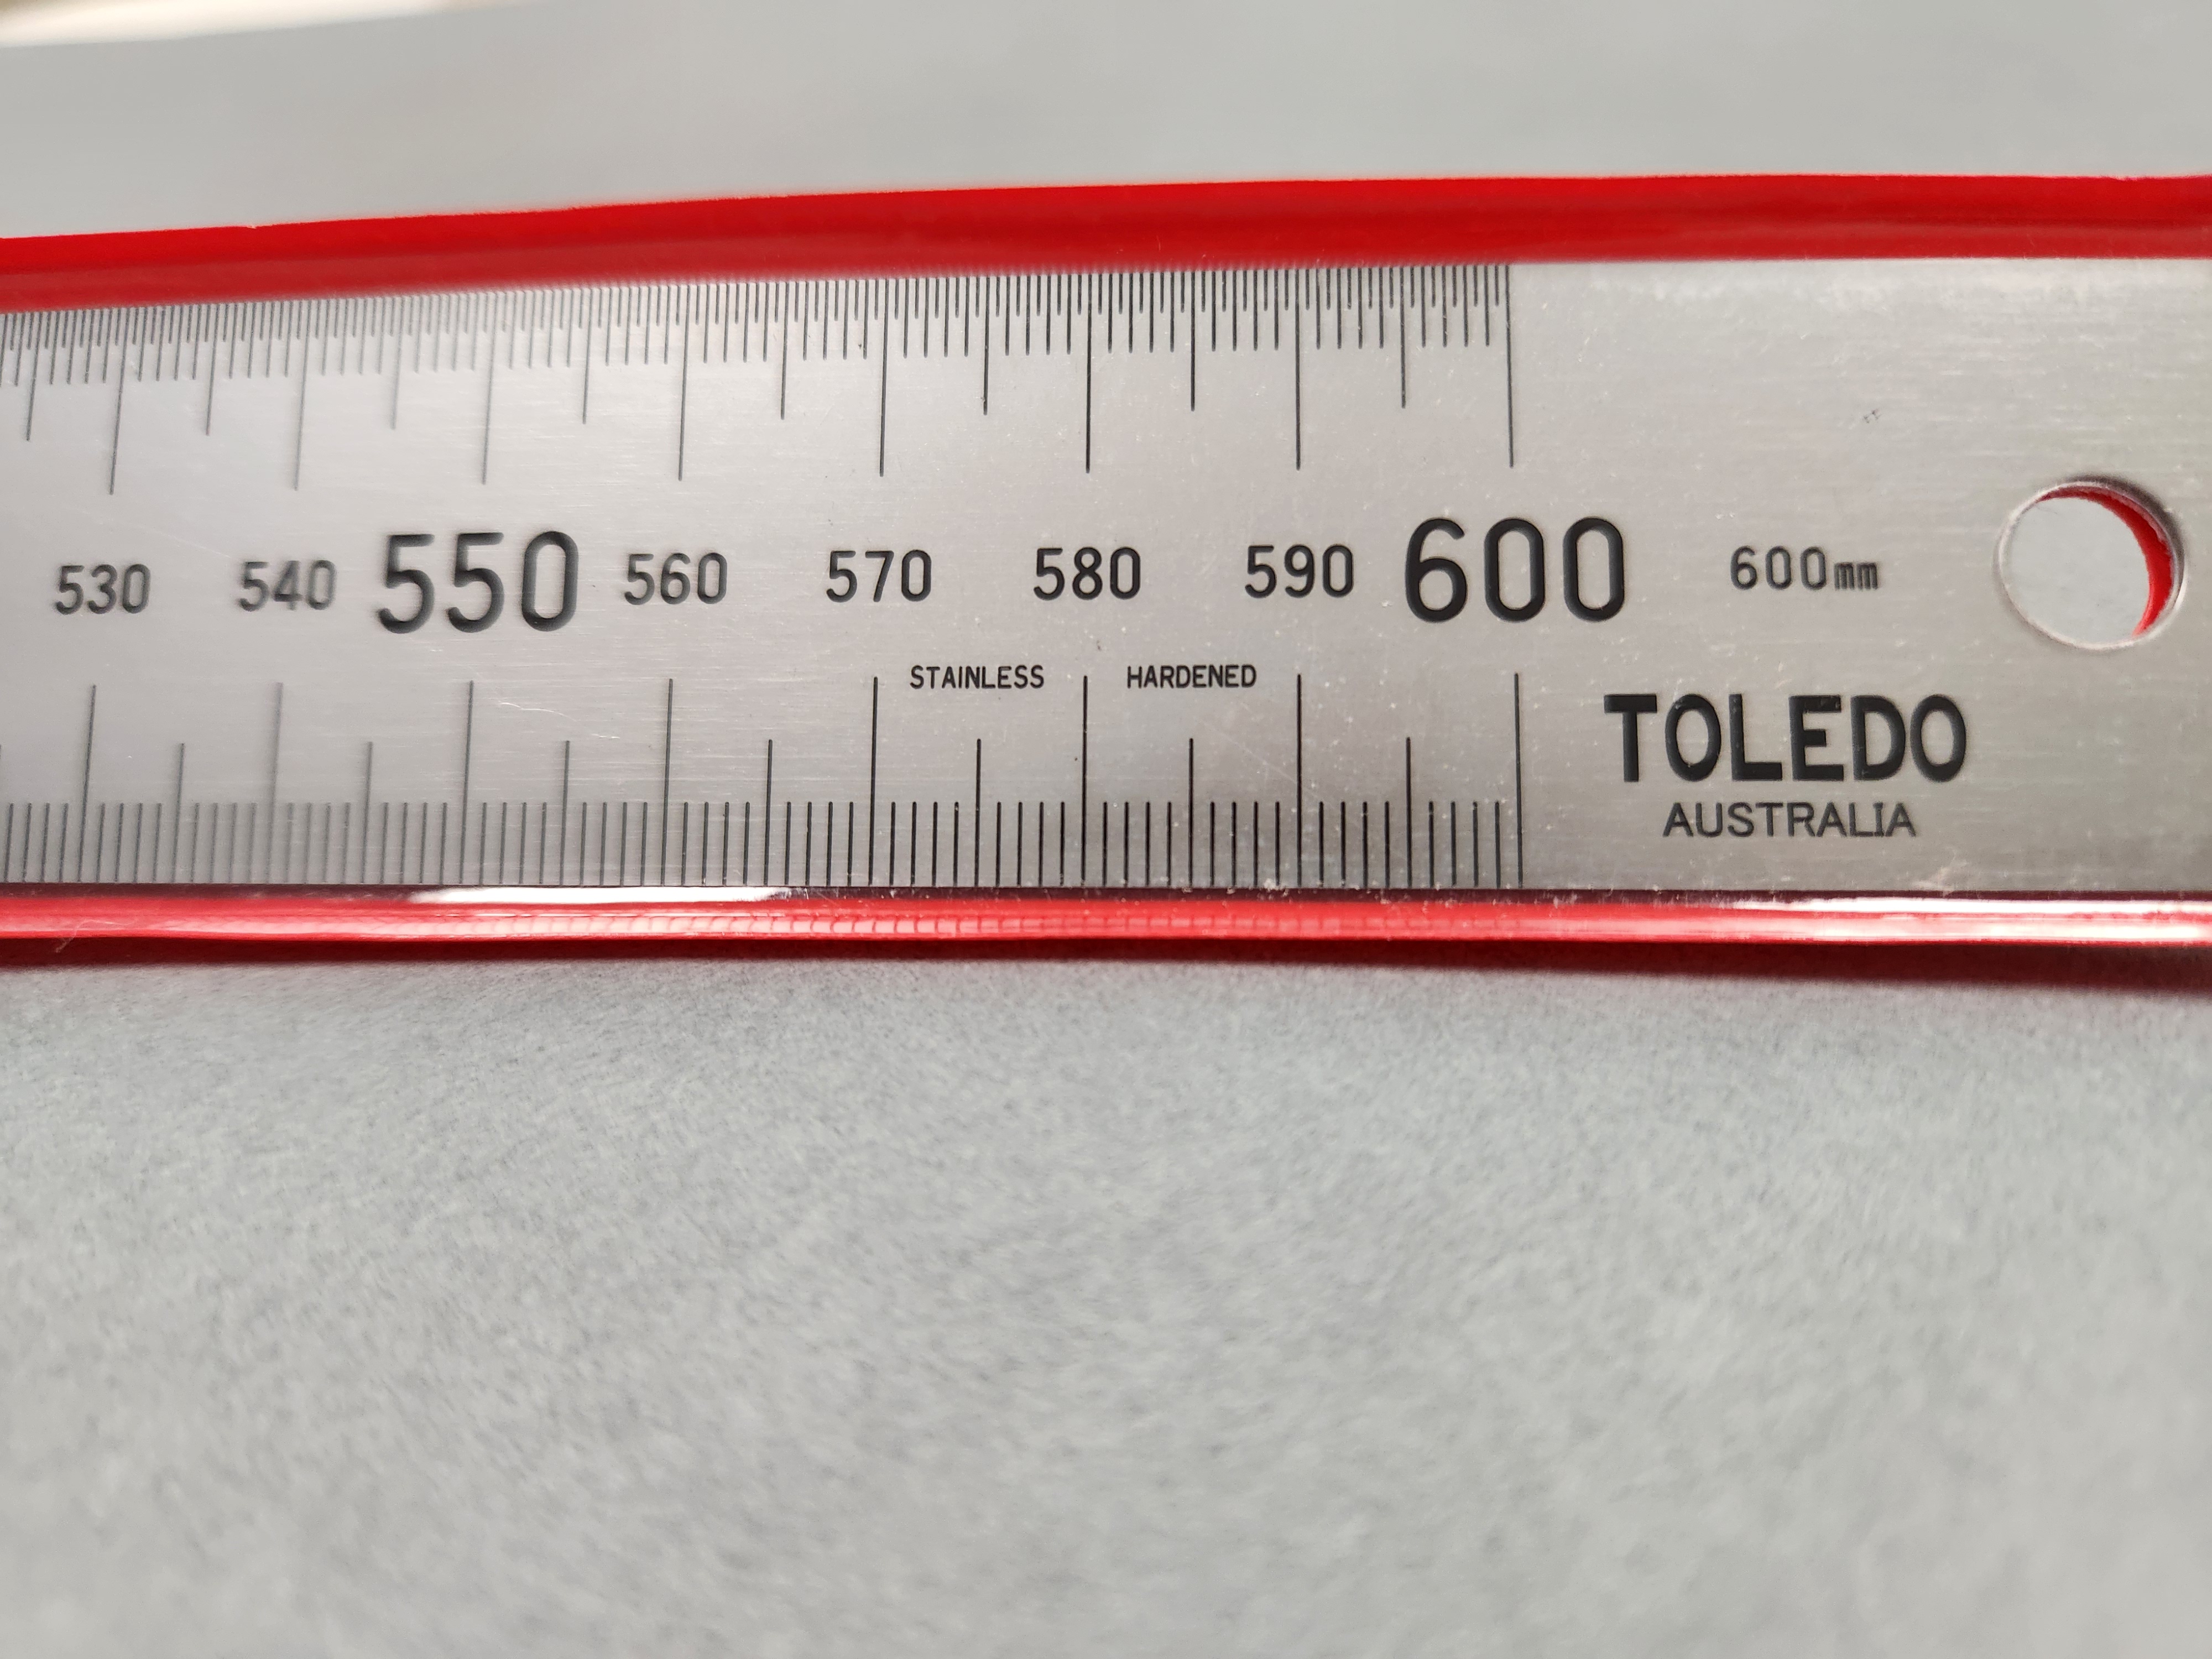 530 540 550 560 570 580 590 600 600mm
STAINLESS HARDENED
TOLEDO
AUSTRALIA